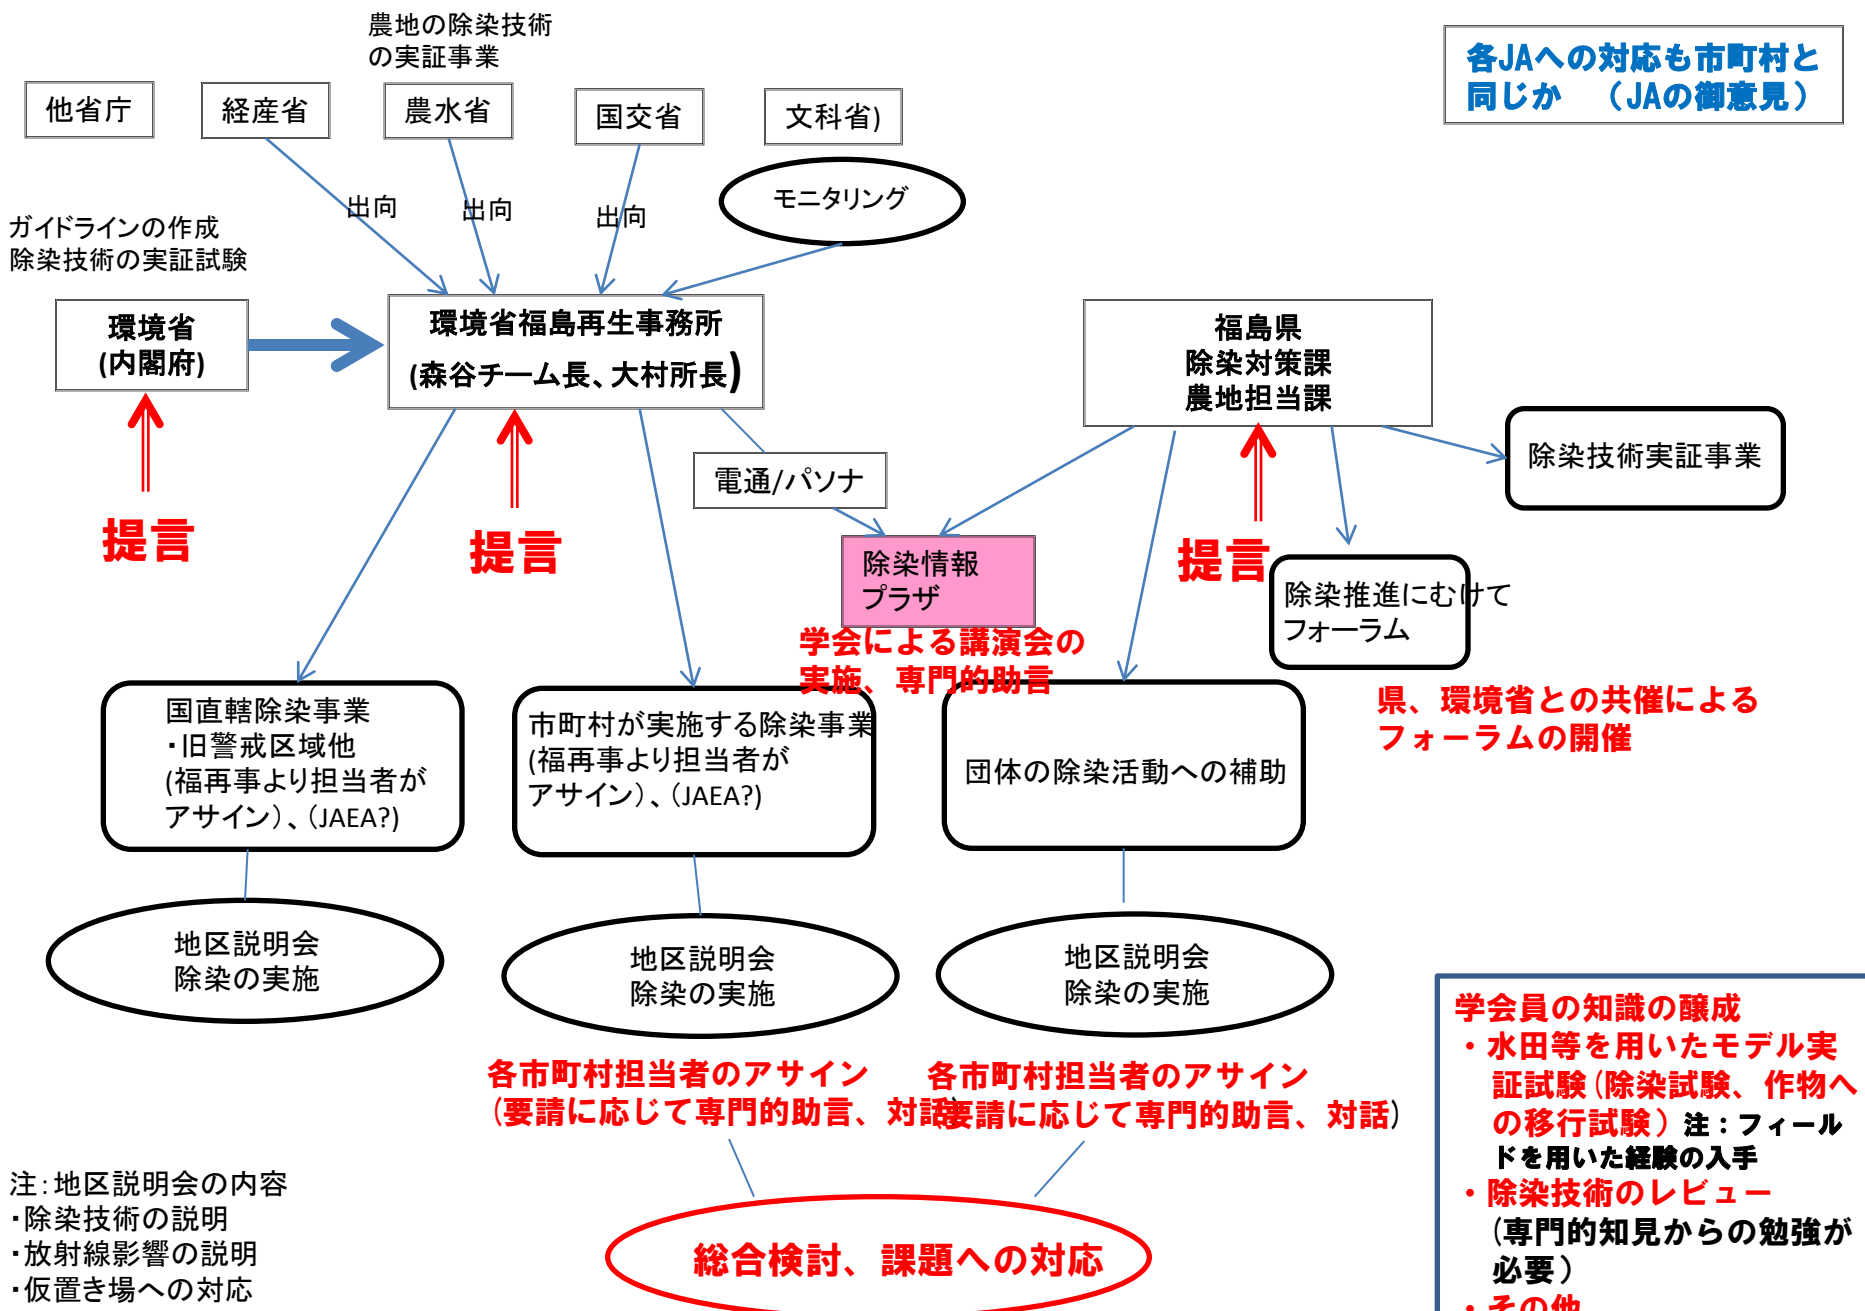 農地の除染技術
の実証事業
各JAへの対応も市町村と
同じか （JAの御意見）
他省庁
経産省
農水省
国交省
文科省)
モニタリング
出向
出向
出向
ガイドラインの作成
除染技術の実証試験
環境省
(内閣府)
環境省福島再生事務所
(森谷チーム長、大村所長)
福島県
除染対策課
農地担当課
電通/パソナ
除染技術実証事業
提言
提言
提言
除染情報
プラザ
除染推進にむけて
フォーラム
学会による講演会の
実施、専門的助言
県、環境省との共催による
フォーラムの開催
国直轄除染事業
・旧警戒区域他
(福再事より担当者が
アサイン）、（JAEA?)
市町村が実施する除染事業
(福再事より担当者が
アサイン）、（JAEA?)
団体の除染活動への補助
地区説明会
除染の実施
地区説明会
除染の実施
地区説明会
除染の実施
各市町村担当者のアサイン
（要請に応じて専門的助言、対話）
各市町村担当者のアサイン
（要請に応じて専門的助言、対話）
総合検討、課題への対応
注：地区説明会の内容
・除染技術の説明
・放射線影響の説明
・仮置き場への対応
学会員の知識の醸成
・水田等を用いたモデル実
証試験（除染試験、作物へ
の移行試験）注：フィール
ドを用いた経験の入手
・除染技術のレビュー
（専門的知見からの勉強が
必要）
・その他